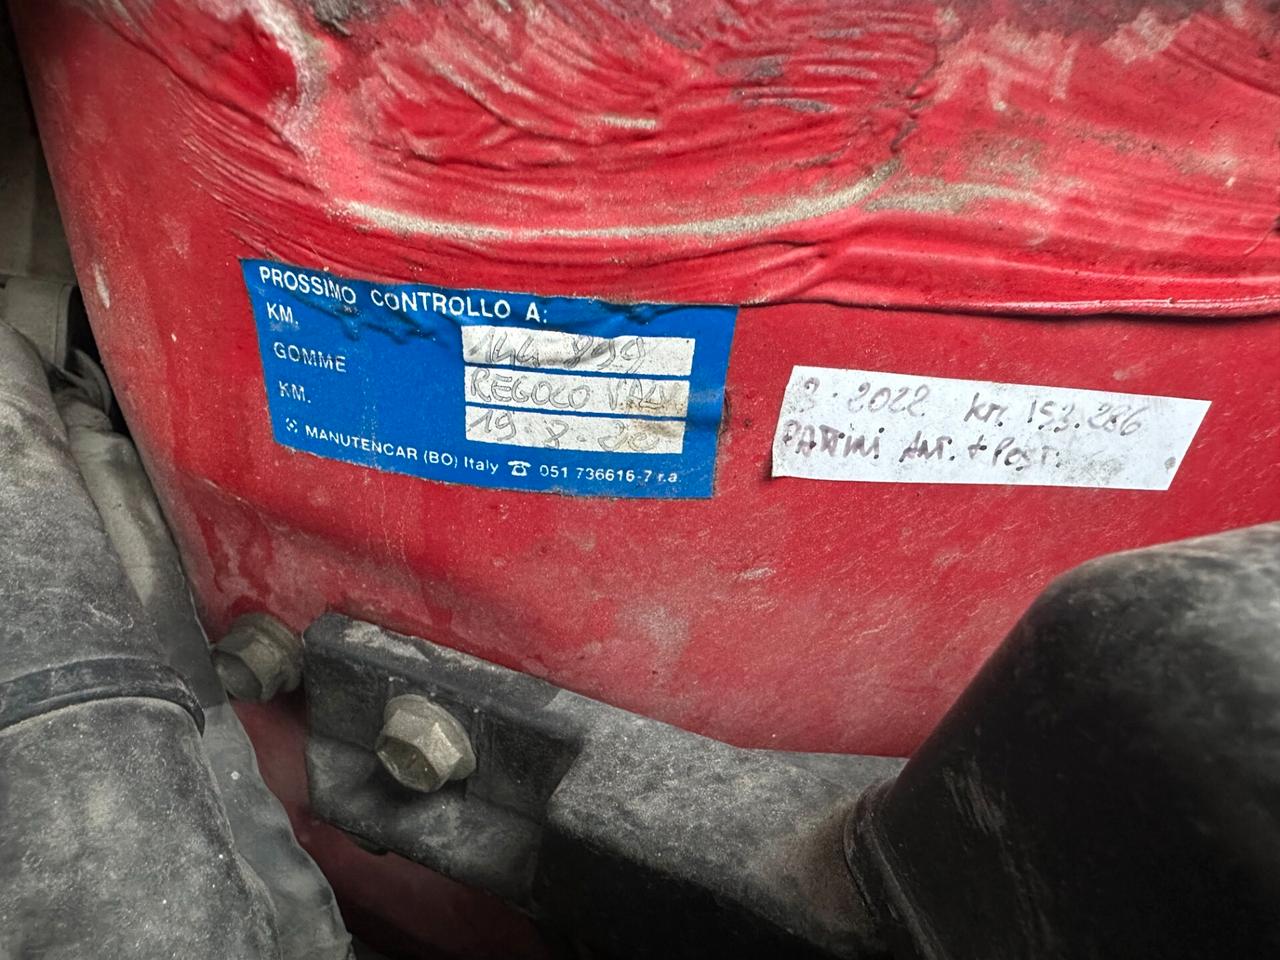 PROSSIMO CONTROLLO A:
KM. 144.899
GOMME REGOLO
KM. 19.8.20
MANUTENCAR (BO) Italy ☎ 051 736616-7 r.a.
3.2022 km. 153.286
PATTINI ANT. + POST.